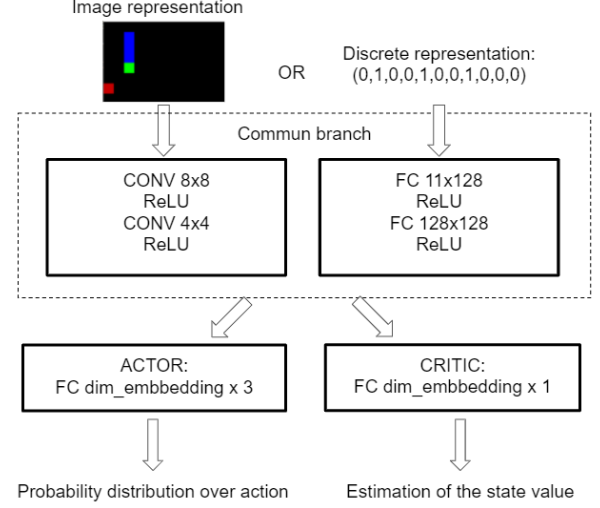 Image representation
OR
Discrete representation:
(0,1,0,0,1,0,0,1,0,0,0)
Commun branch
CONV 8x8
ReLU
CONV 4x4
ReLU
FC 11x128
ReLU
FC 128x128
ReLU
ACTOR:
FC dim_embbedding x 3
CRITIC:
FC dim_embbedding x 1
Probability distribution over action
Estimation of the state value